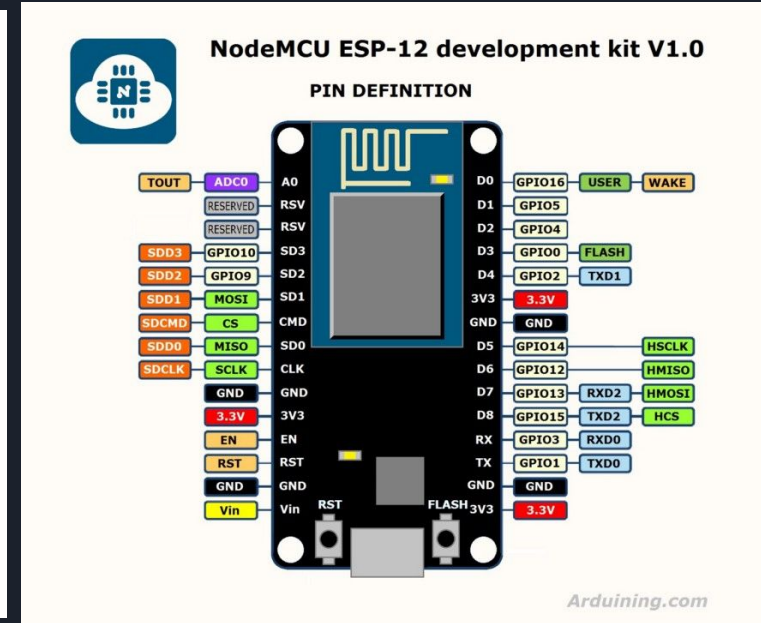 NodeMCU ESP-12 development kit V1.0
N
PIN DEFINITION
TOUT ADC0 A0 D0 GPIO16 USER WAKE
RESERVED RSV D1 GPIO5
RESERVED RSV D2 GPIO4
SDD3 GPIO10 SD3 D3 GPIO0 FLASH
SDD2 GPIO9 SD2 D4 GPIO2 TXD1
SDD1 MOSI SD1 3V3 3.3V
SDCMD CS CMD GND GND
SDD0 MISO SD0 D5 GPIO14 HSCLK
SDCLK SCLK CLK D6 GPIO12 HMISO
GND GND D7 GPIO13 RXD2 HMOSI
3.3V 3V3 D8 GPIO15 TXD2 HCS
EN EN RX GPIO3 RXD0
RST RST TX GPIO1 TXD0
GND GND GND GND
Vin Vin RST FLASH 3V3 3.3V
Arduining.com